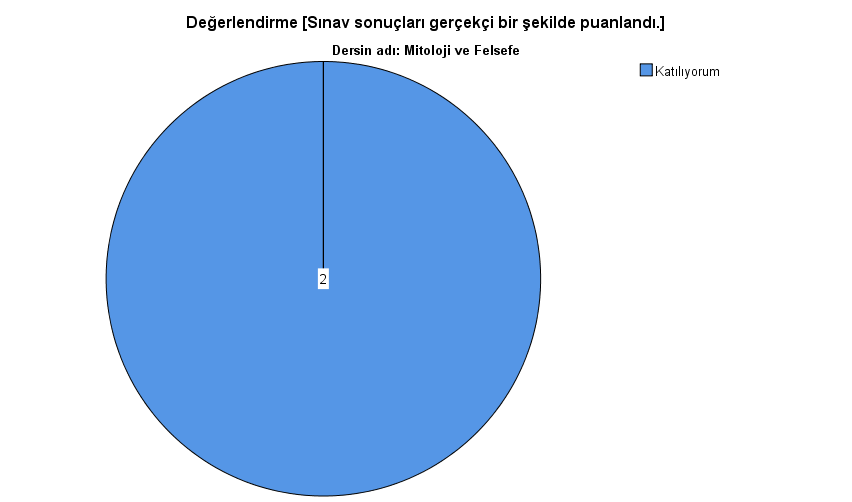 Değerlendirme [Sınav sonuçları gerçekçi bir şekilde puanlandı.]
Dersin adı: Mitoloji ve Felsefe
Katılıyorum
2